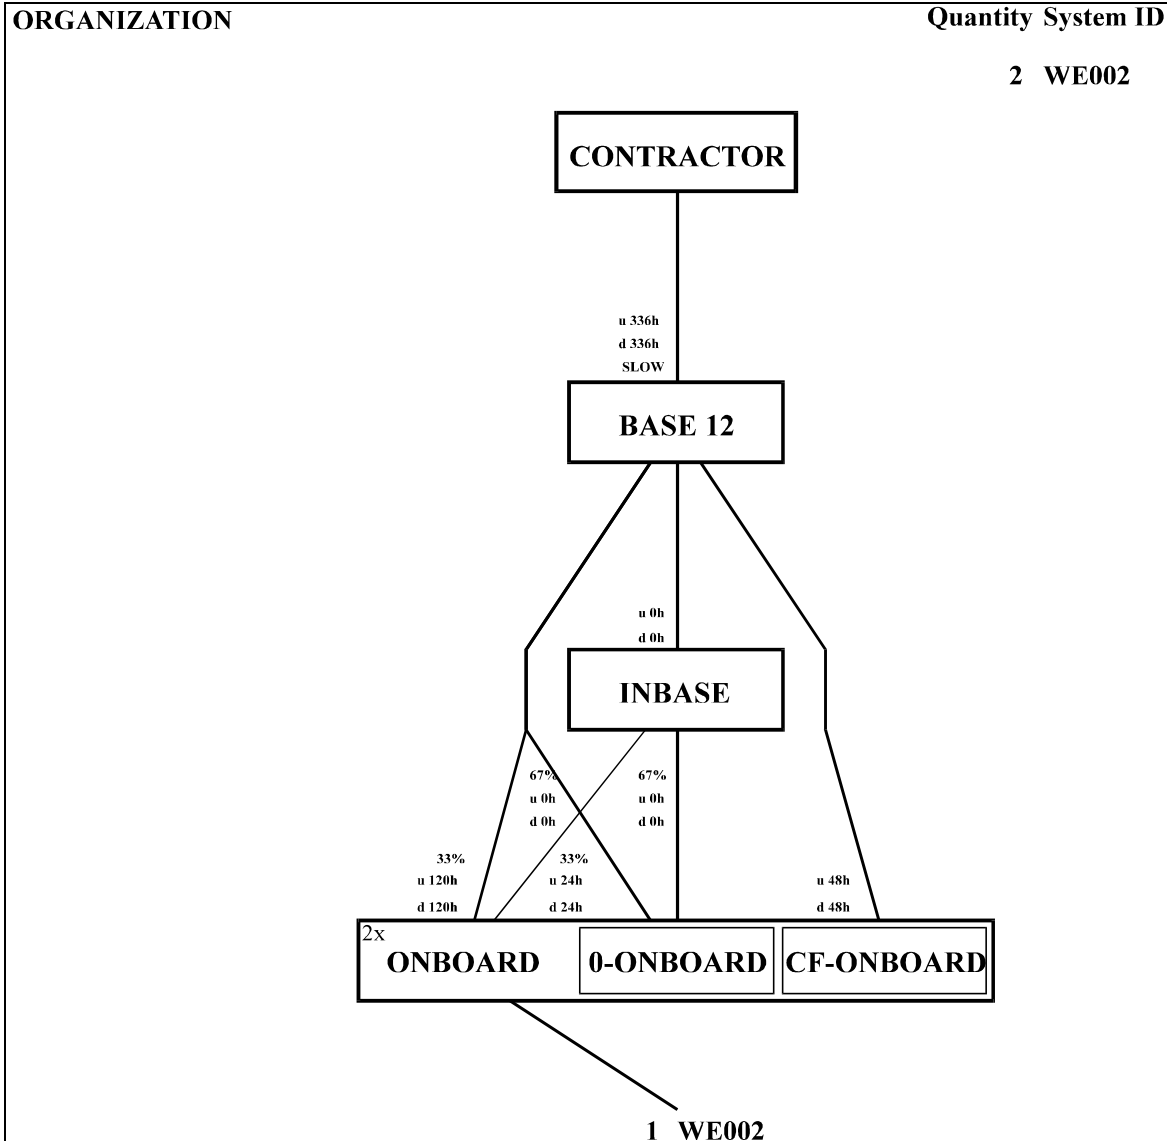 ORGANIZATION
Quantity System ID
2 WE002
CONTRACTOR
u 336h
d 336h
SLOW
BASE 12
u 0h
d 0h
INBASE
67%
u 0h
d 0h
67%
u 0h
d 0h
33%
u 120h
d 120h
33%
u 24h
d 24h
u 48h
d 48h
2x
ONBOARD
0-ONBOARD
CF-ONBOARD
1 WE002